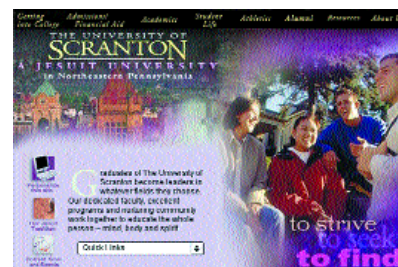 Getting into College
Admissions/ Financial Aid
Academics
Student Life
Athletics
Alumni
Resources
About
THE UNIVERSITY OF
SCRANTON
A JESUIT UNIVERSITY
in Northeastern Pennsylvania
Graduates of The University of
Scranton become leaders in
whatever fields they choose.
Our dedicated faculty, excellent
programs and nurturing community
work together to educate the whole
person – mind, body and spirit
Quick Links
to strive
to seek
to find